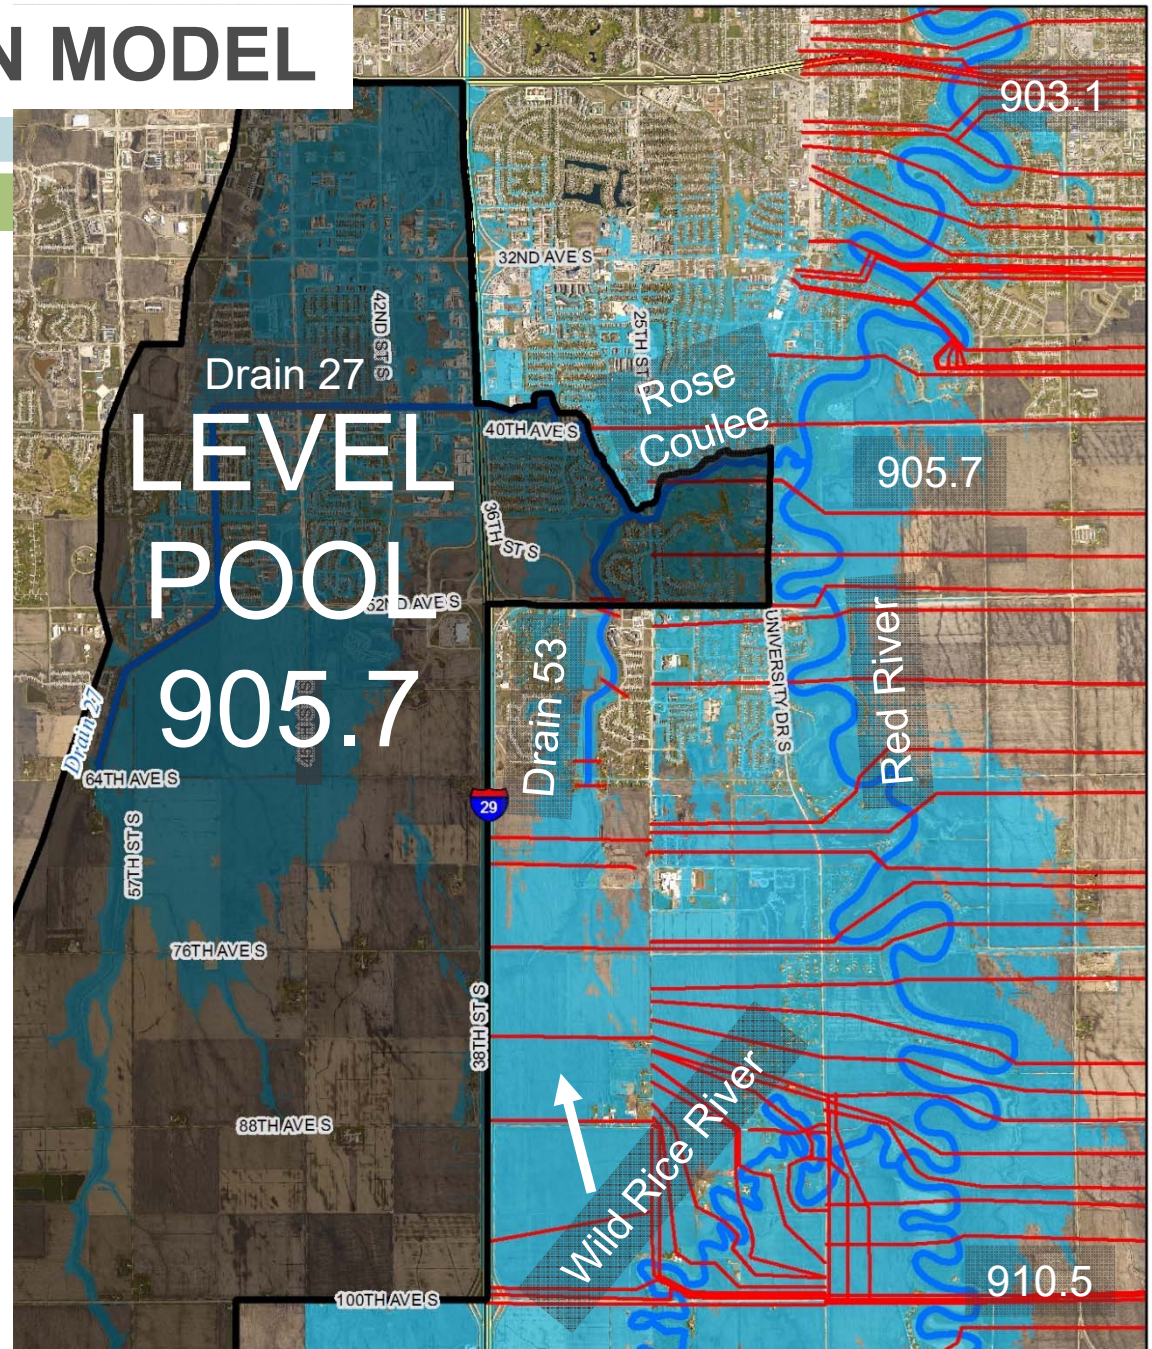 N MODEL
903.1
32ND AVE S
42ND ST S
25TH ST
Drain 27
Rose
Coulee
LEVEL
POOL
905.7
40TH AVE S
905.7
36TH ST S
52ND AVE S
UNIVERSITY DR S
Drain 53
Red River
Drain 27
64TH AVE S
29
57TH ST S
76TH AVE S
38TH ST S
Wild Rice River
88TH AVE S
910.5
100TH AVE S